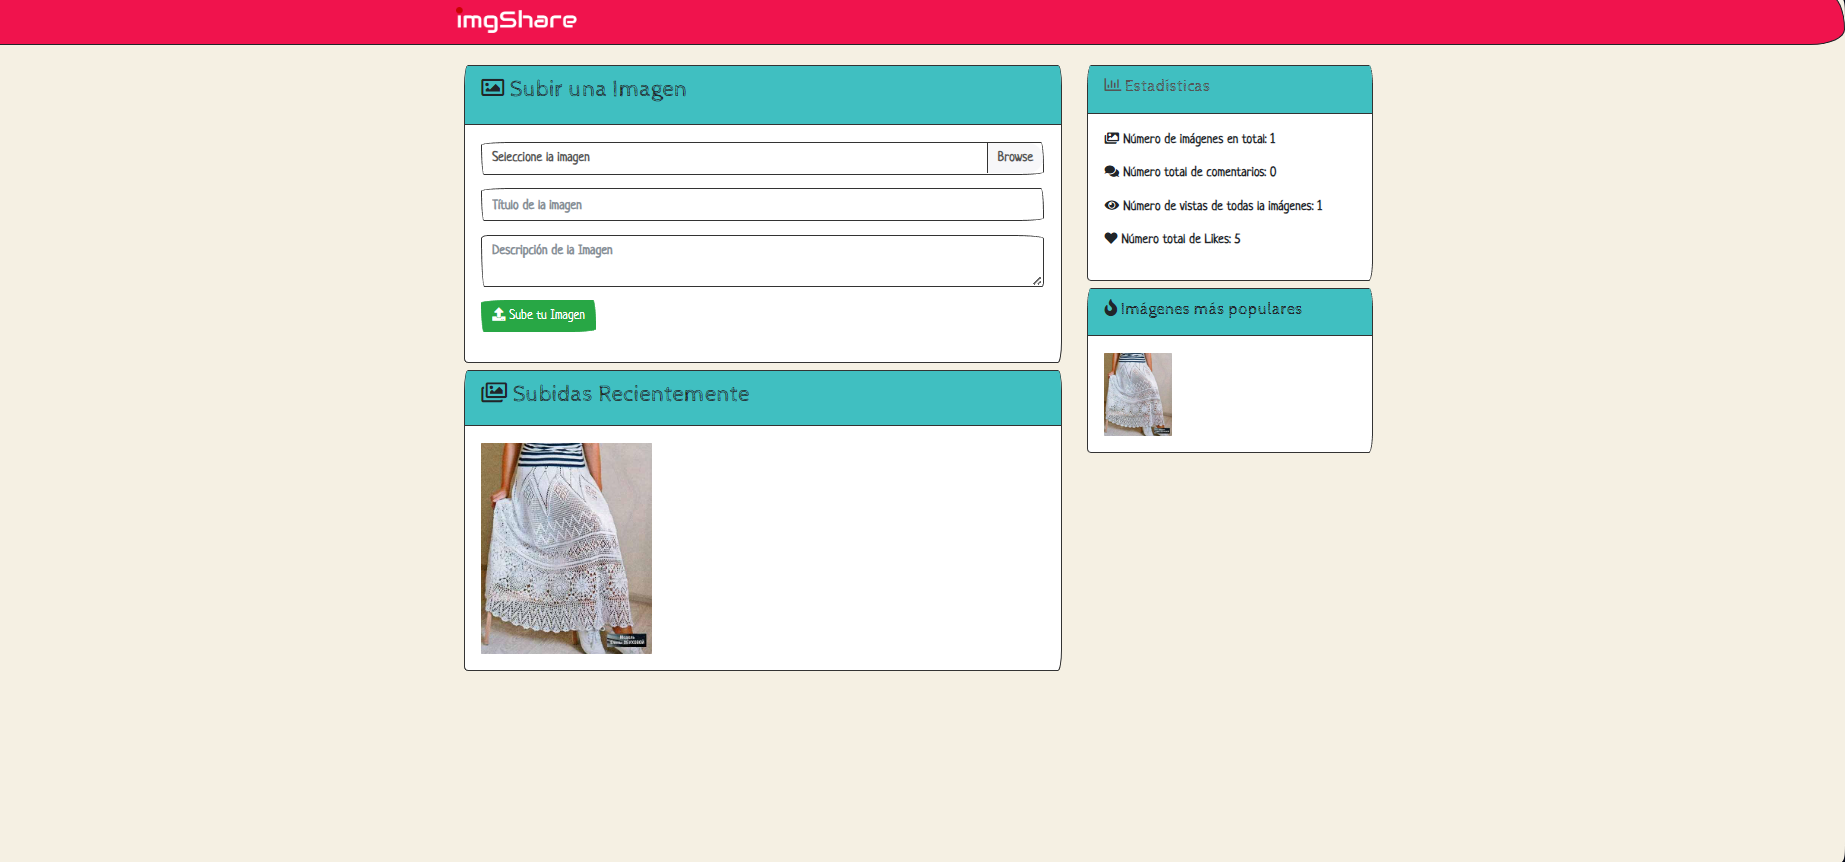 imgShare
Subir una Imagen
Seleccione la imagen
Browse
Título de la imagen
Descripción de la Imagen
Sube tu Imagen
Subidas Recientemente
Estadísticas
Número de imágenes en total: 1
Número total de comentarios: 0
Número de vistas de todas la imágenes: 1
Número total de Likes: 5
Imágenes más populares